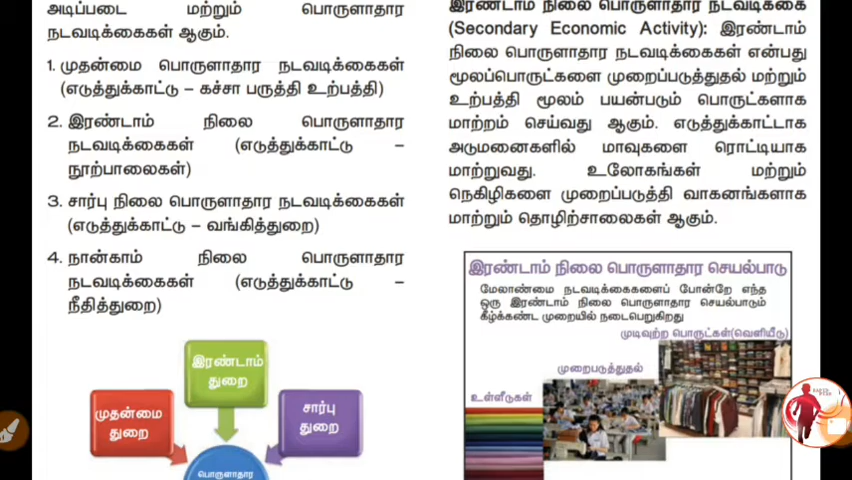 அடிப்படை மற்றும் பொருளாதார
நடவடிக்கைகள் ஆகும்.
1. முதன்மை பொருளாதார நடவடிக்கைகள்
(எடுத்துக்காட்டு – கச்சா பருத்தி உற்பத்தி)
2. இரண்டாம் நிலை பொருளாதார
நடவடிக்கைகள் (எடுத்துக்காட்டு –
நூற்பாலைகள்)
3. சார்பு நிலை பொருளாதார நடவடிக்கைகள்
(எடுத்துக்காட்டு – வங்கித்துறை)
4. நான்காம் நிலை பொருளாதார
நடவடிக்கைகள் (எடுத்துக்காட்டு –
நீதித்துறை)
இரண்டாம்
துறை
முதன்மை
துறை
சார்பு
துறை
பொருளாதார
இரண்டாம் நிலை பொருளாதார நடவடிக்கை
(Secondary Economic Activity): இரண்டாம்
நிலை பொருளாதார நடவடிக்கைகள் என்பது
மூலப்பொருட்களை முறைப்படுத்துதல் மற்றும்
உற்பத்தி மூலம் பயன்படும் பொருட்களாக
மாற்றம் செய்வது ஆகும். எடுத்துக்காட்டாக
அடுமனைகளில் மாவுகளை ரொட்டியாக
மாற்றுவது. உலோகங்கள் மற்றும்
நெகிழிகளை முறைப்படுத்தி வாகனங்களாக
மாற்றும் தொழிற்சாலைகள் ஆகும்.
இரண்டாம் நிலை பொருளாதார செயல்பாடு
மேலாண்மை நடவடிக்கைகளைப் போன்றே எந்த
ஒரு இரண்டாம் நிலை பொருளாதார செயல்பாடும்
கீழ்க்கண்ட முறையில் நடைபெறுகிறது
முடிவுற்ற பொருட்கள்(வெளியீடு)
முறைபடுத்துதல்
உள்ளீடுகள்